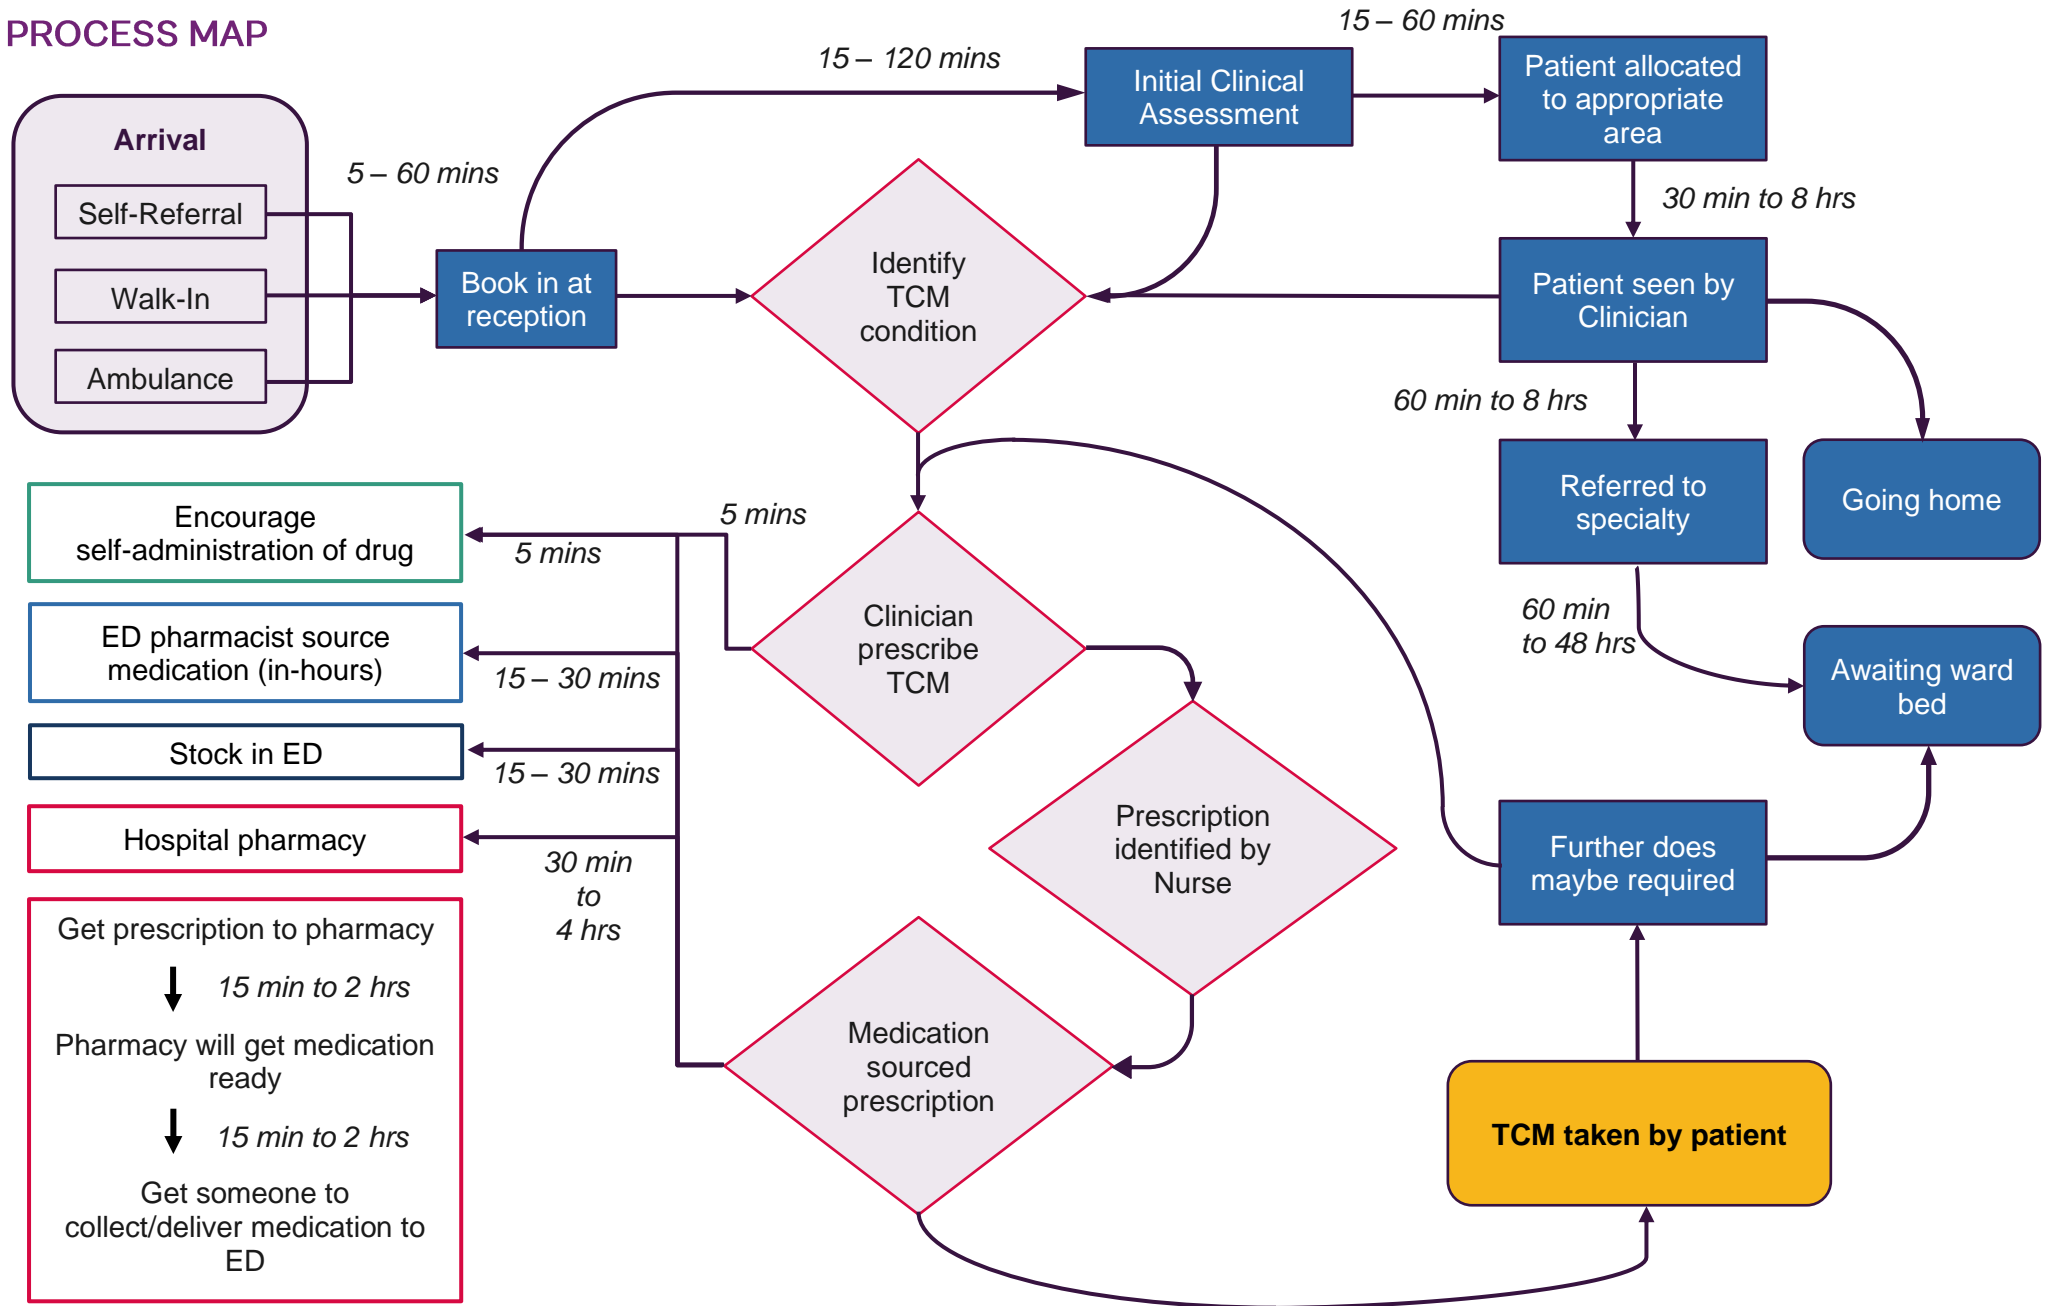 PROCESS MAP
Arrival
Self-Referral
Walk-In
Ambulance
5 – 60 mins
Book in at
reception
15 – 120 mins
Initial Clinical
Assessment
15 – 60 mins
Patient allocated
to appropriate
area
30 min to 8 hrs
Identify
TCM
condition
Patient seen by
Clinician
60 min to 8 hrs
Referred to
specialty
Going home
60 min
to 48 hrs
Awaiting ward
bed
Encourage
self-administration of drug
5 mins
5 mins
ED pharmacist source
medication (in-hours)
15 – 30 mins
Stock in ED
15 – 30 mins
Hospital pharmacy
30 min
to
4 hrs
Get prescription to pharmacy
15 min to 2 hrs
Pharmacy will get medication
ready
15 min to 2 hrs
Get someone to
collect/deliver medication to
ED
Clinician
prescribe
TCM
Prescription
identified by
Nurse
Medication
sourced
prescription
Further does
maybe required
TCM taken by patient